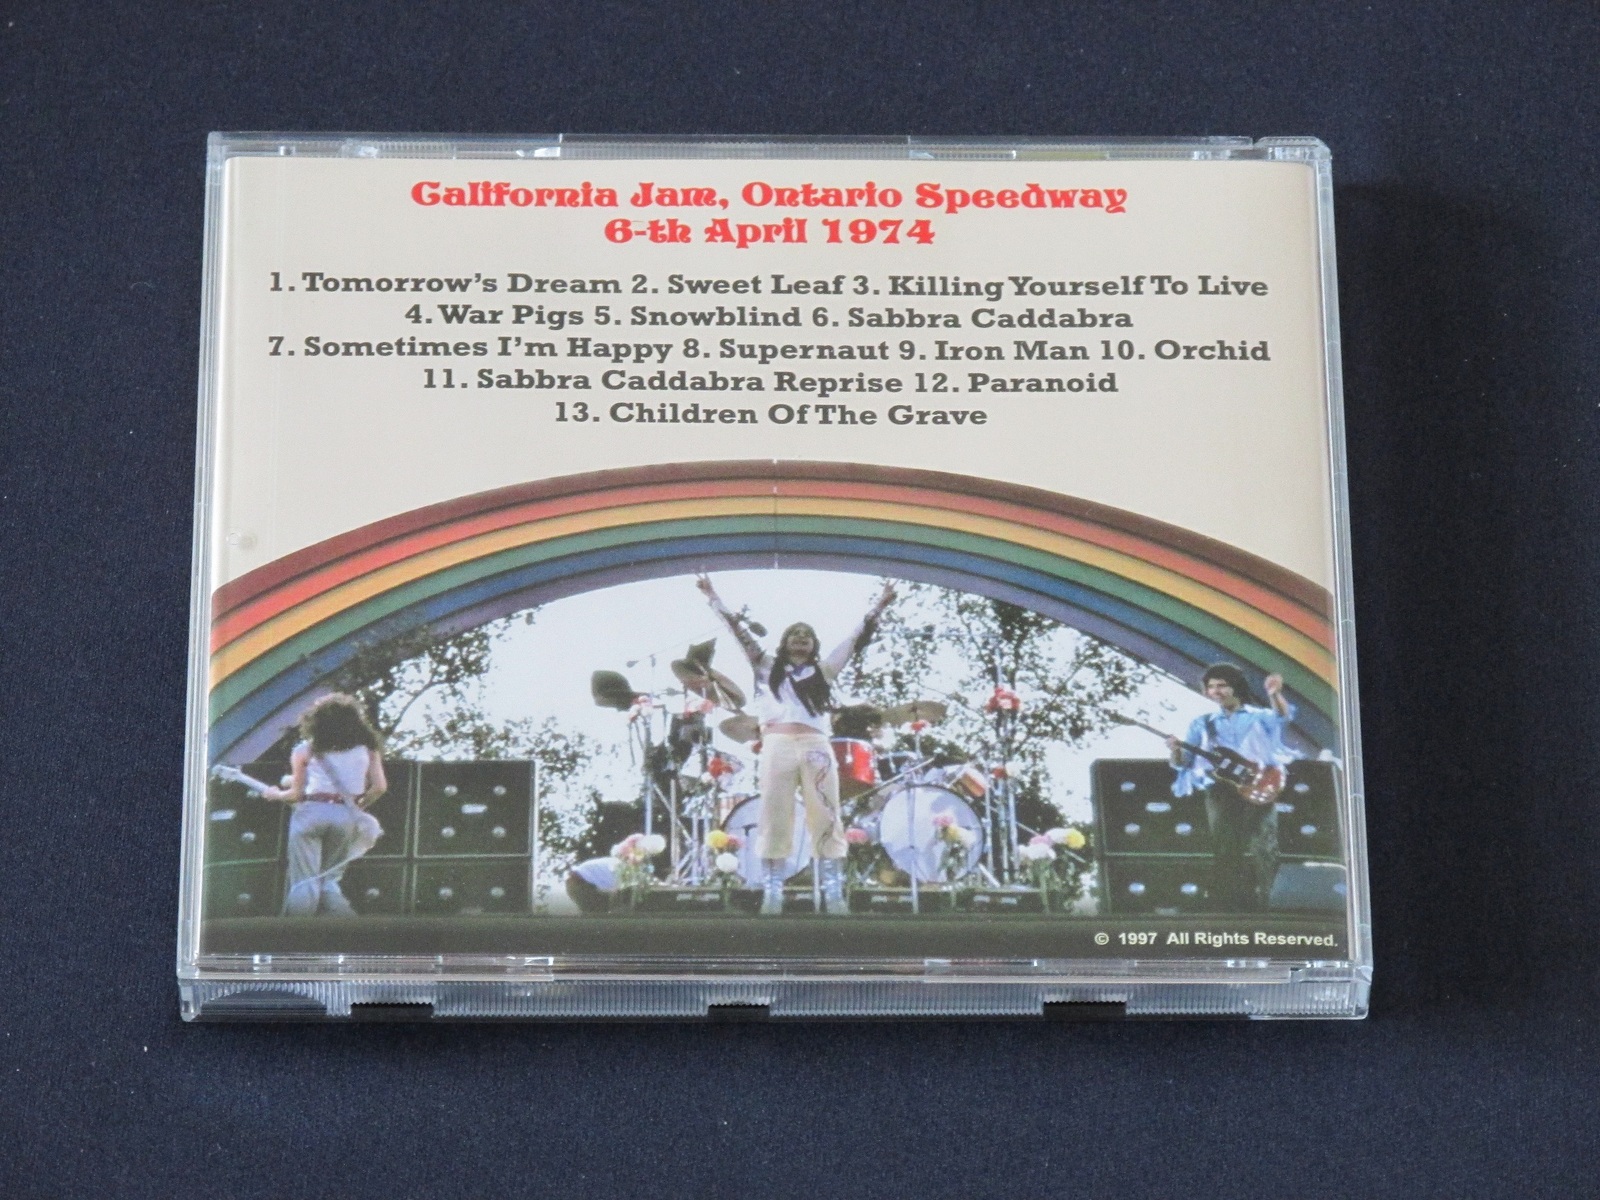 California Jam, Ontario Speedway
6-th April 1974
1. Tomorrow's Dream 2. Sweet Leaf 3. Killing Yourself To Live
4. War Pigs 5. Snowblind 6. Sabbra Caddabra
7. Sometimes I'm Happy 8. Supernaut 9. Iron Man 10. Orchid
11. Sabbra Caddabra Reprise 12. Paranoid
13. Children Of The Grave
© 1997 All Rights Reserved.